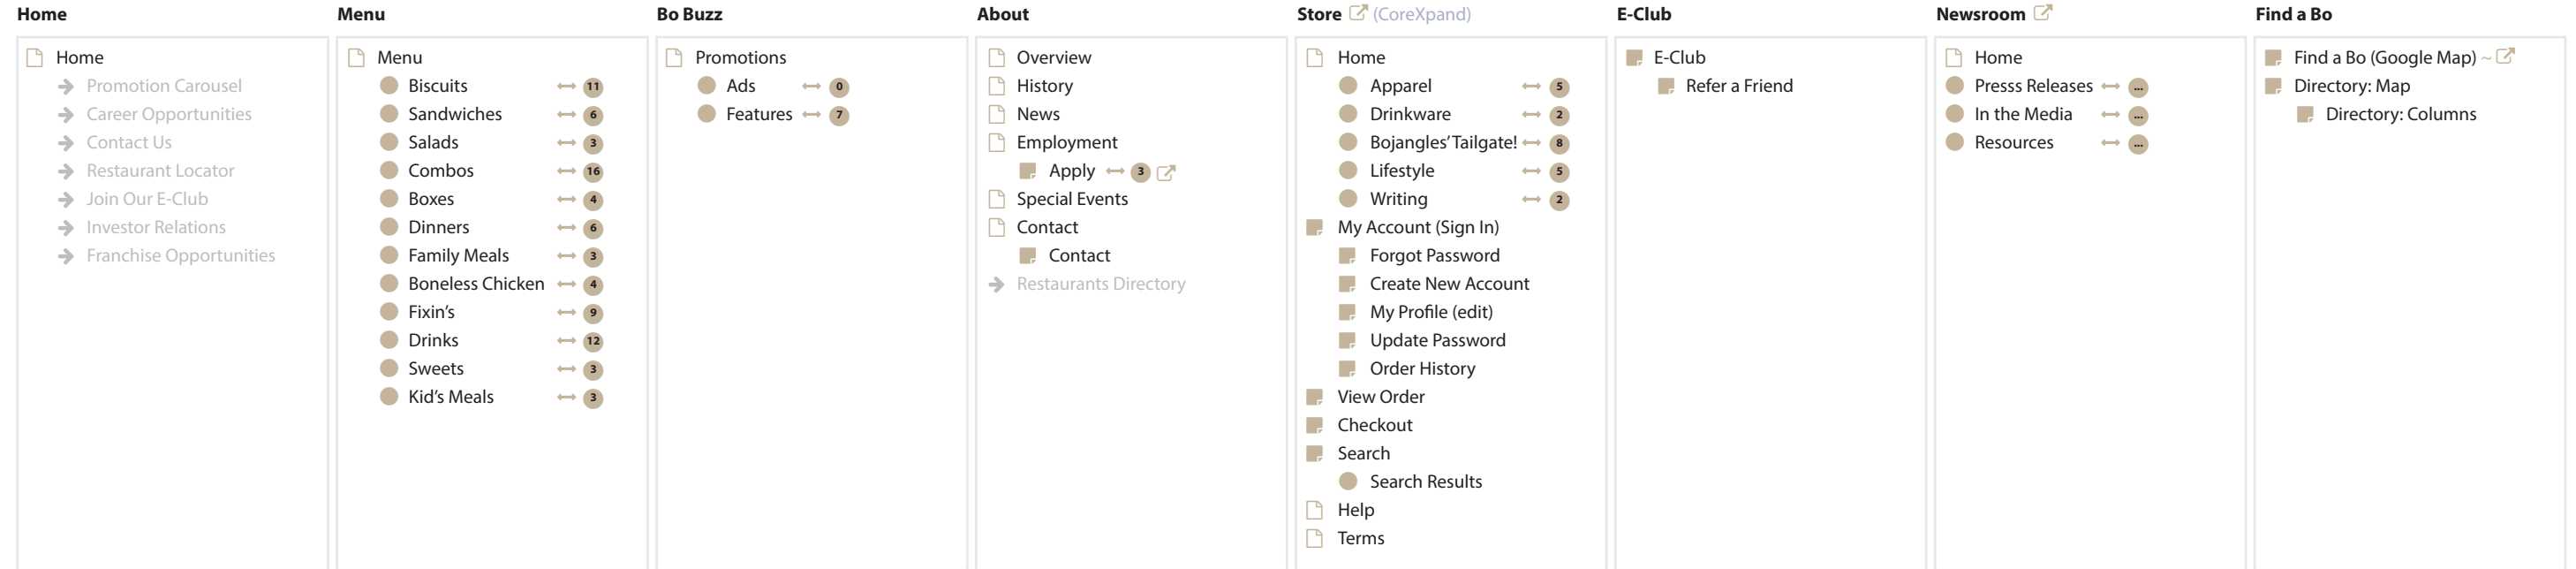 Home
Home
Promotion Carousel
Career Opportunities
Contact Us
Restaurant Locator
Join Our E-Club
Investor Relations
Franchise Opportunities
Menu
Menu
Biscuits 11
Sandwiches 6
Salads 3
Combos 16
Boxes 4
Dinners 6
Family Meals 3
Boneless Chicken 4
Fixin’s 9
Drinks 12
Sweets 3
Kid’s Meals 3
Bo Buzz
Promotions
Ads 0
Features 7
About
Overview
History
News
Employment
Apply 3
Special Events
Contact
Contact
Restaurants Directory
Store (CoreXpand)
Home
Apparel 5
Drinkware 2
Bojangles’ Tailgate! 8
Lifestyle 5
Writing 2
My Account (Sign In)
Forgot Password
Create New Account
My Profile (edit)
Update Password
Order History
View Order
Checkout
Search
Search Results
Help
Terms
E-Club
E-Club
Refer a Friend
Newsroom
Home
Presss Releases ...
In the Media ...
Resources ...
Find a Bo
Find a Bo (Google Map) ~
Directory: Map
Directory: Columns